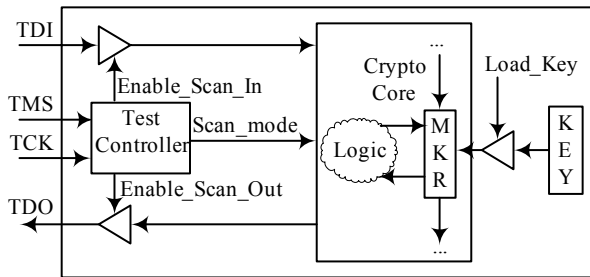 TDI
TMS
TCK
TDO
Enable_Scan_In
Test
Controller
Scan_mode
Enable_Scan_Out
...
Crypto
Core
Logic
M
K
R
...
Load_Key
K
E
Y